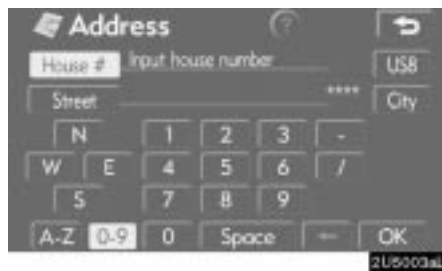 Address ?
House # Input house number US8
Street **** City
N 1 2 3 -
W E 4 5 6 /
S 7 8 9
A-Z 0-9 0 Space ← OK
2U5003aL